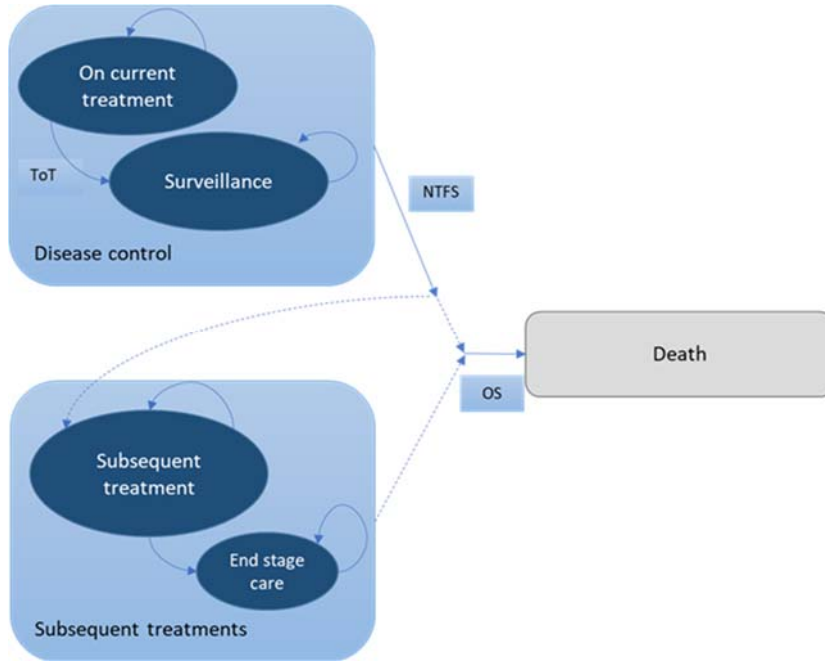 On current
treatment
ToT
Surveillance
Disease control
NTFS
Death
OS
Subsequent
treatment
End stage
care
Subsequent treatments